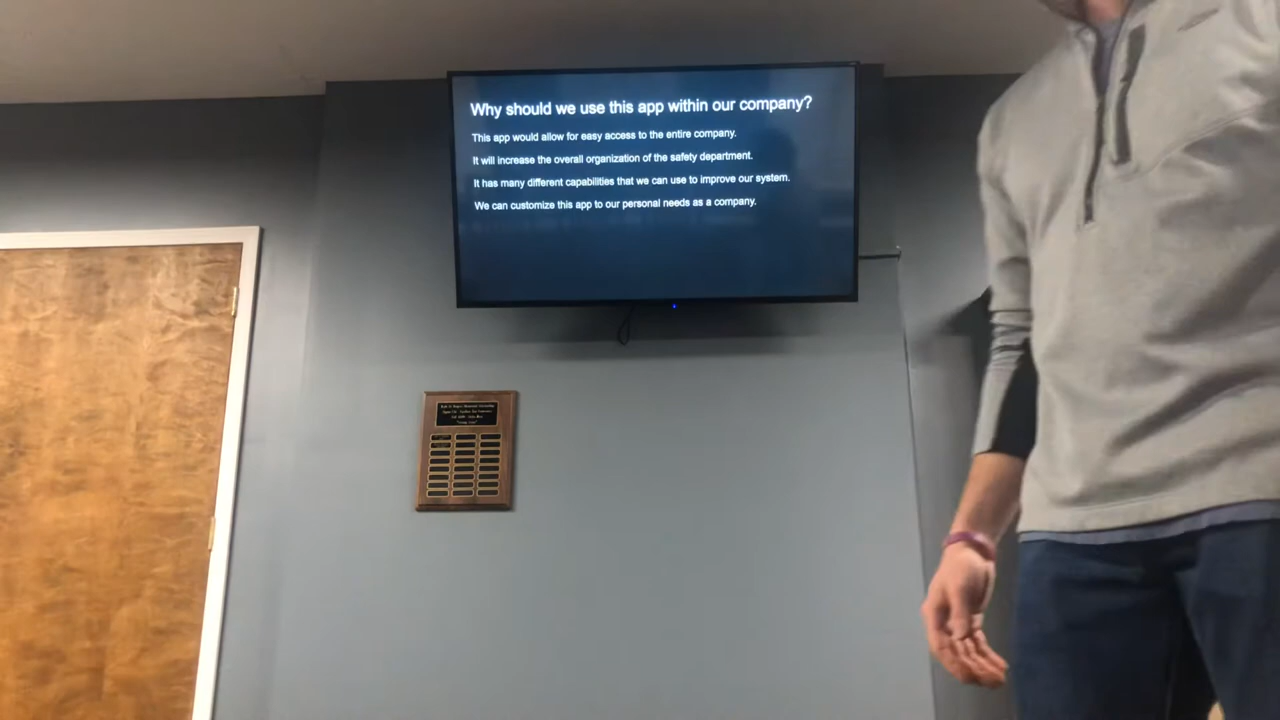 Why should we use this app within our company?
This app would allow for easy access to the entire company.
It will increase the overall organization of the safety department.
It has many different capabilities that we can use to improve our system.
We can customize this app to our personal needs as a company.